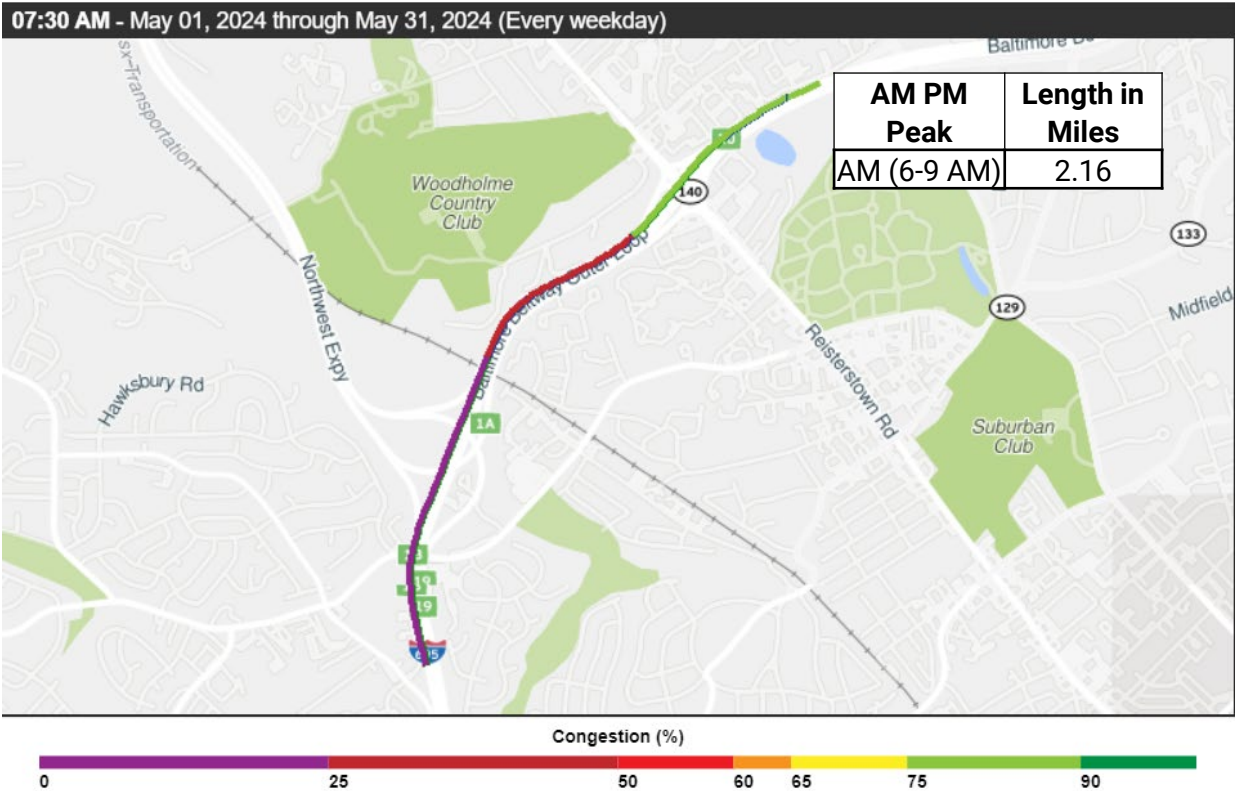 07:30 AM - May 01, 2024 through May 31, 2024 (Every weekday)
Baltimore
sx-Transportation
AM PM Peak
Length in Miles
AM (6-9 AM)
2.16
Woodholme
Country
Club
140
133
Northwest Expy
Baltimore Beltway Outer Loop
129
Midfield
Hawksbury Rd
Reisterstown Rd
1A
Suburban
Club
19
19
695
Congestion (%)
0 25 50 60 65 75 90